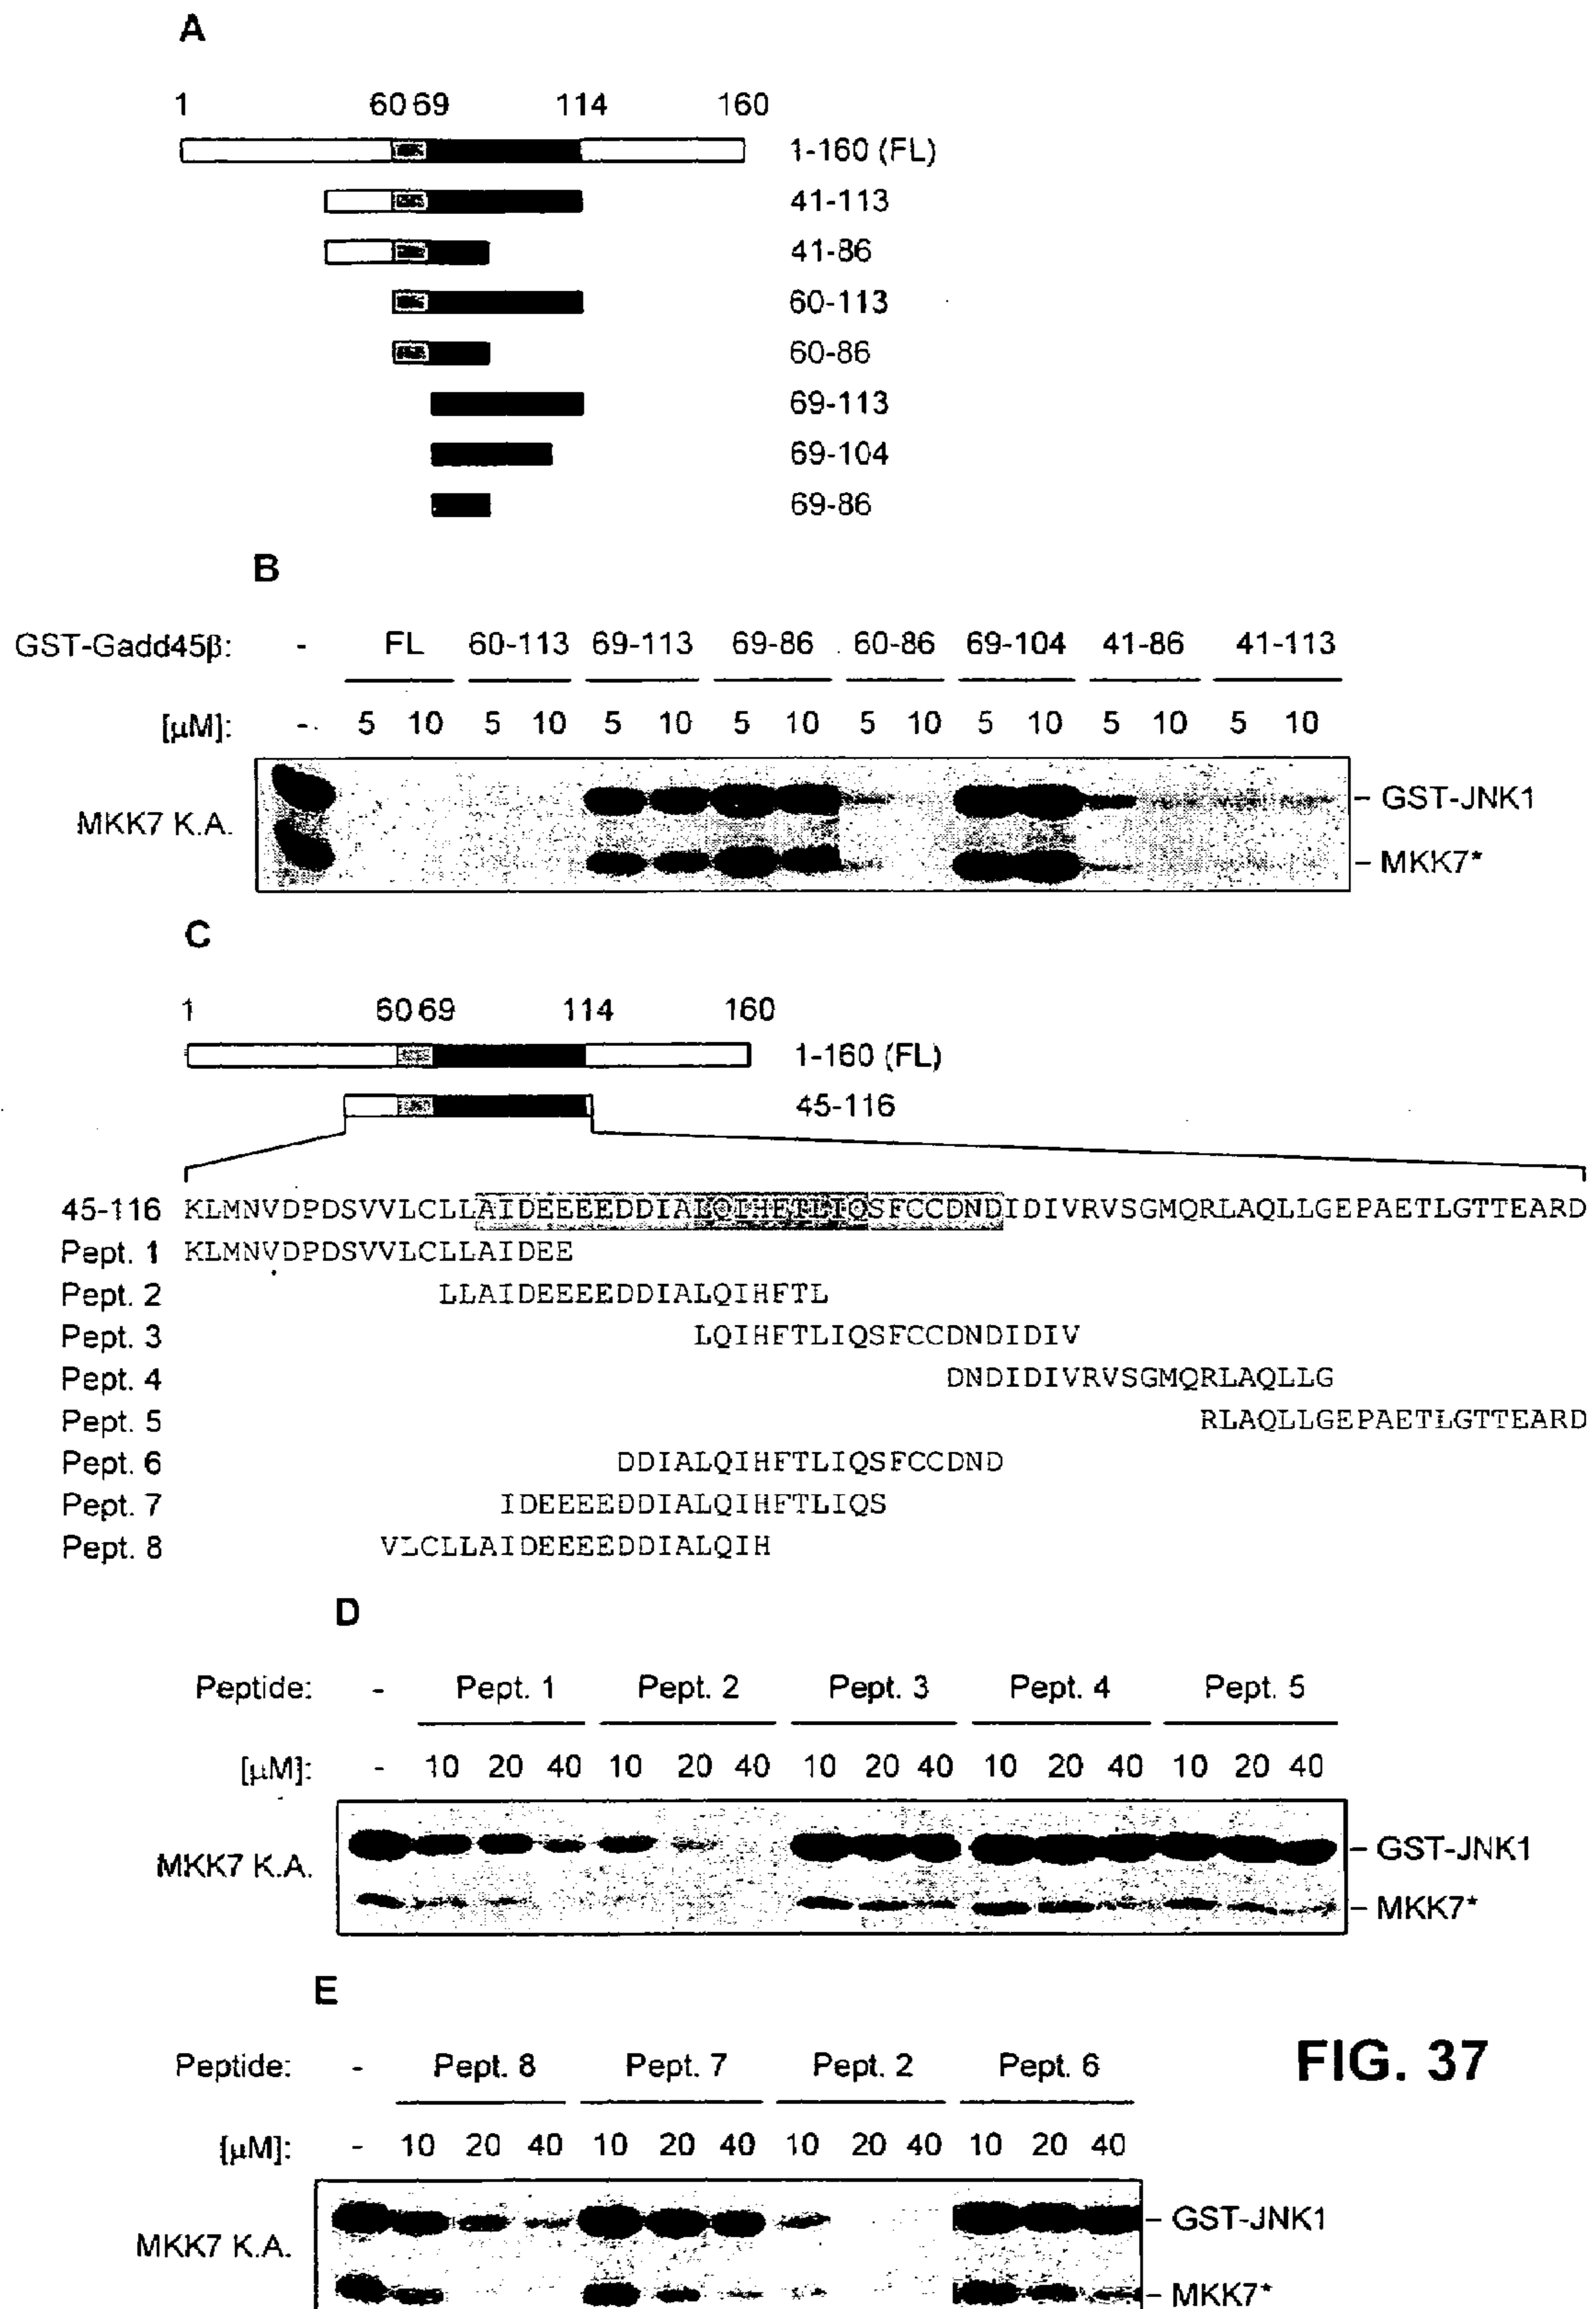 A
1 60 69 114 160
1-160 (FL)
41-113
41-86
60-113
60-86
69-113
69-104
69-86
B
GST-Gadd45β: - FL 60-113 69-113 69-86 60-86 69-104 41-86 41-113
[μM]: - 5 10 5 10 5 10 5 10 5 10 5 10 5 10 5 10
MKK7 K.A.
– GST-JNK1
– MKK7*
C
1 60 69 114 160
1-160 (FL)
45-116
45-116 KLMNVDPDSVVLCLLAIDEEEEDDIALQIHFTLIQSFCCDNDIDIVRVSGMQRLAQLLGEPAETLGTTEARD
Pept. 1 KLMNVDPDSVVLCLLAIDEE
Pept. 2 LLAIDEEEEDDIALQIHFTL
Pept. 3 LQIHFTLIQSFCCDNDIDIV
Pept. 4 DNDIDIVRVSGMQRLAQLLG
Pept. 5 RLAQLLGEPAETLGTTEARD
Pept. 6 DDIALQIHFTLIQSFCCDND
Pept. 7 IDEEEEDDIALQIHFTLIQS
Pept. 8 VLCLLAIDEEEEDDIALQIH
D
Peptide: - Pept. 1 Pept. 2 Pept. 3 Pept. 4 Pept. 5
[μM]: - 10 20 40 10 20 40 10 20 40 10 20 40 10 20 40
MKK7 K.A.
– GST-JNK1
– MKK7*
E
FIG. 37
Peptide: - Pept. 8 Pept. 7 Pept. 2 Pept. 6
[μM]: - 10 20 40 10 20 40 10 20 40 10 20 40
MKK7 K.A.
– GST-JNK1
– MKK7*